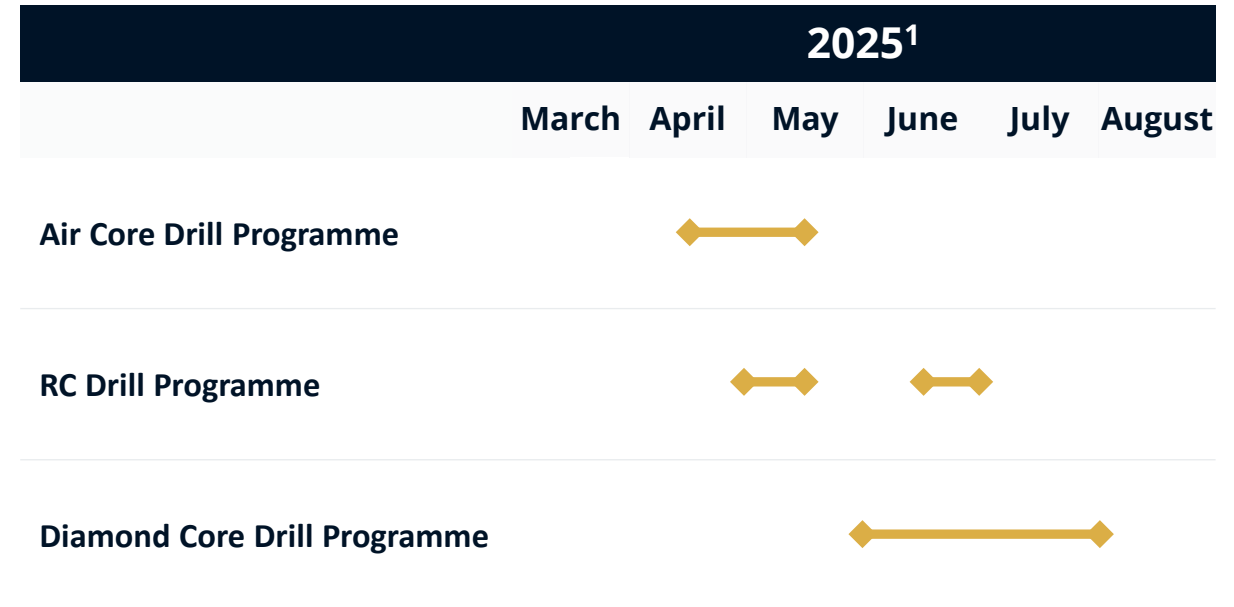 2025¹
March April May June July August
Air Core Drill Programme
RC Drill Programme
Diamond Core Drill Programme